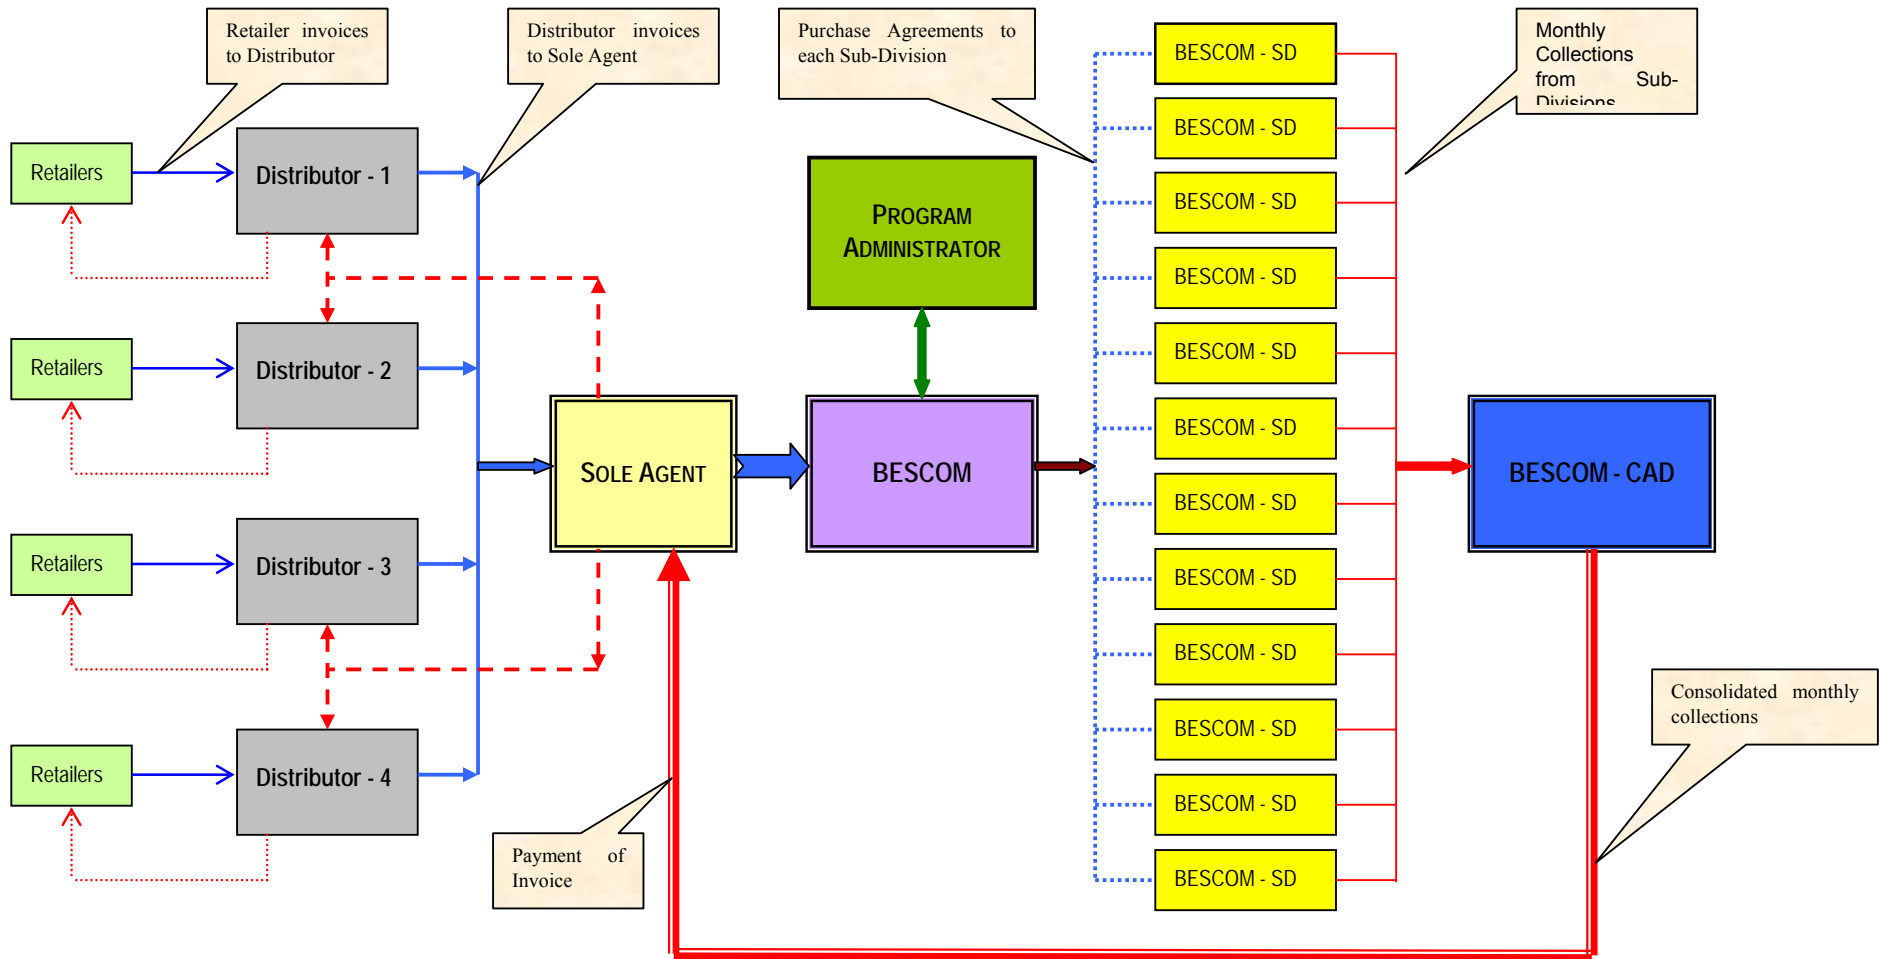 Retailer invoices
to Distributor
Distributor invoices
to Sole Agent
Purchase Agreements to
each Sub-Division
Monthly
Collections
from Sub-
Divisions
Retailers
Distributor - 1
Retailers
Distributor - 2
Retailers
Distributor - 3
Retailers
Distributor - 4
SOLE AGENT
PROGRAM
ADMINISTRATOR
BESCOM
BESCOM - SD
BESCOM - SD
BESCOM - SD
BESCOM - SD
BESCOM - SD
BESCOM - SD
BESCOM - SD
BESCOM - SD
BESCOM - SD
BESCOM - SD
BESCOM - SD
BESCOM - SD
BESCOM - CAD
Payment of
Invoice
Consolidated monthly
collections